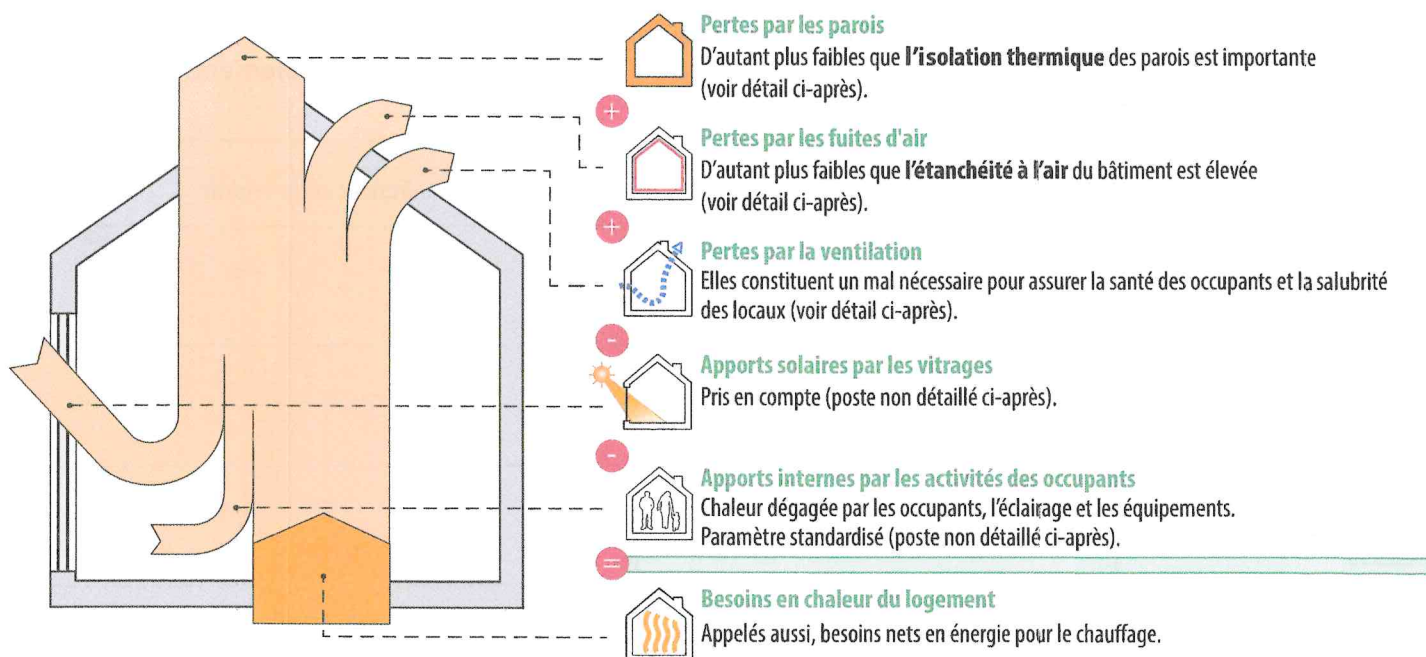 Pertes par les parois
D'autant plus faibles que l'isolation thermique des parois est importante
(voir détail ci-après).
+
Pertes par les fuites d'air
D'autant plus faibles que l'étanchéité à l'air du bâtiment est élevée
(voir détail ci-après).
+
Pertes par la ventilation
Elles constituent un mal nécessaire pour assurer la santé des occupants et la salubrité
des locaux (voir détail ci-après).
-
Apports solaires par les vitrages
Pris en compte (poste non détaillé ci-après).
-
Apports internes par les activités des occupants
Chaleur dégagée par les occupants, l'éclairage et les équipements.
Paramètre standardisé (poste non détaillé ci-après).
=
Besoins en chaleur du logement
Appelés aussi, besoins nets en énergie pour le chauffage.